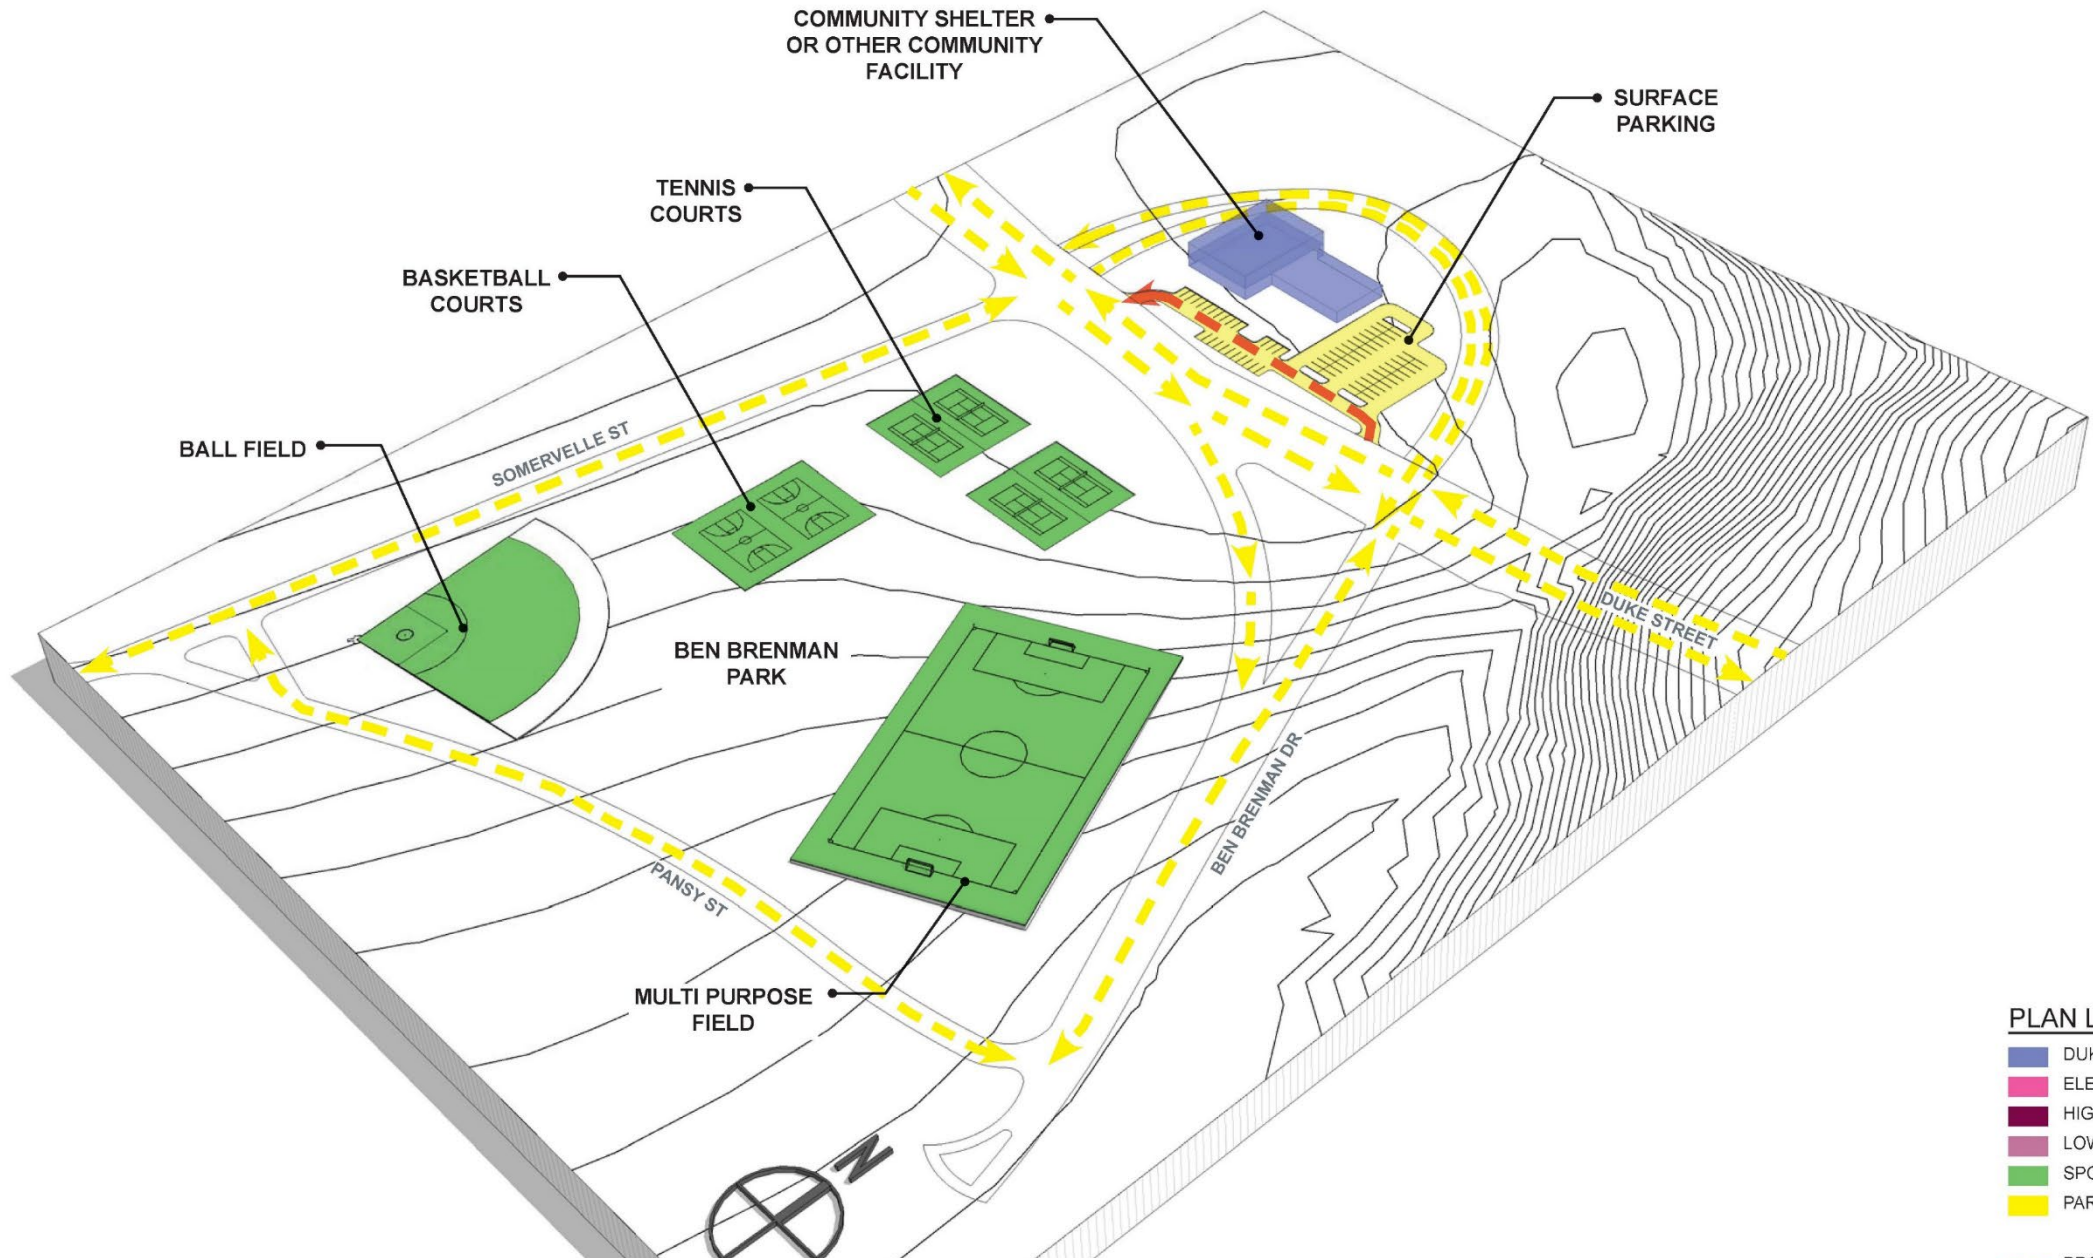 COMMUNITY SHELTER
OR OTHER COMMUNITY
FACILITY
SURFACE
PARKING
TENNIS
COURTS
BASKETBALL
COURTS
BALL FIELD
SOMERVELLE ST
DUKE STREET
BEN BRENMAN
PARK
BEN BRENMAN DR
PANSY ST
MULTI PURPOSE
FIELD
N
PLAN L
DUK
ELE
HIG
LOW
SPO
PAR